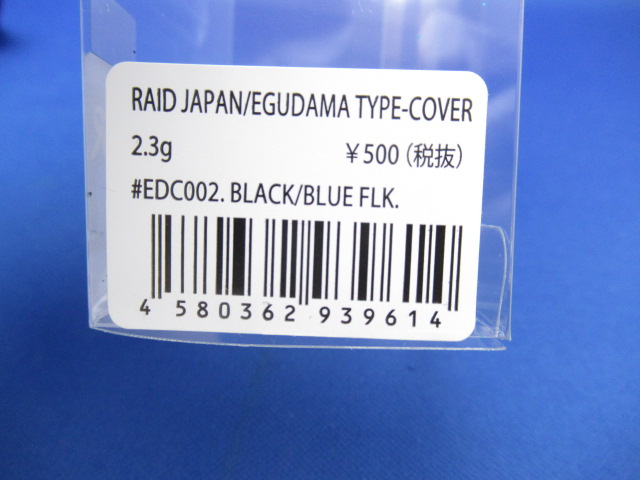 RAID JAPAN/EGUDAMA TYPE-COVER
2.3g ¥500(税抜)
#EDC002. BLACK/BLUE FLK.
4 580362 939614